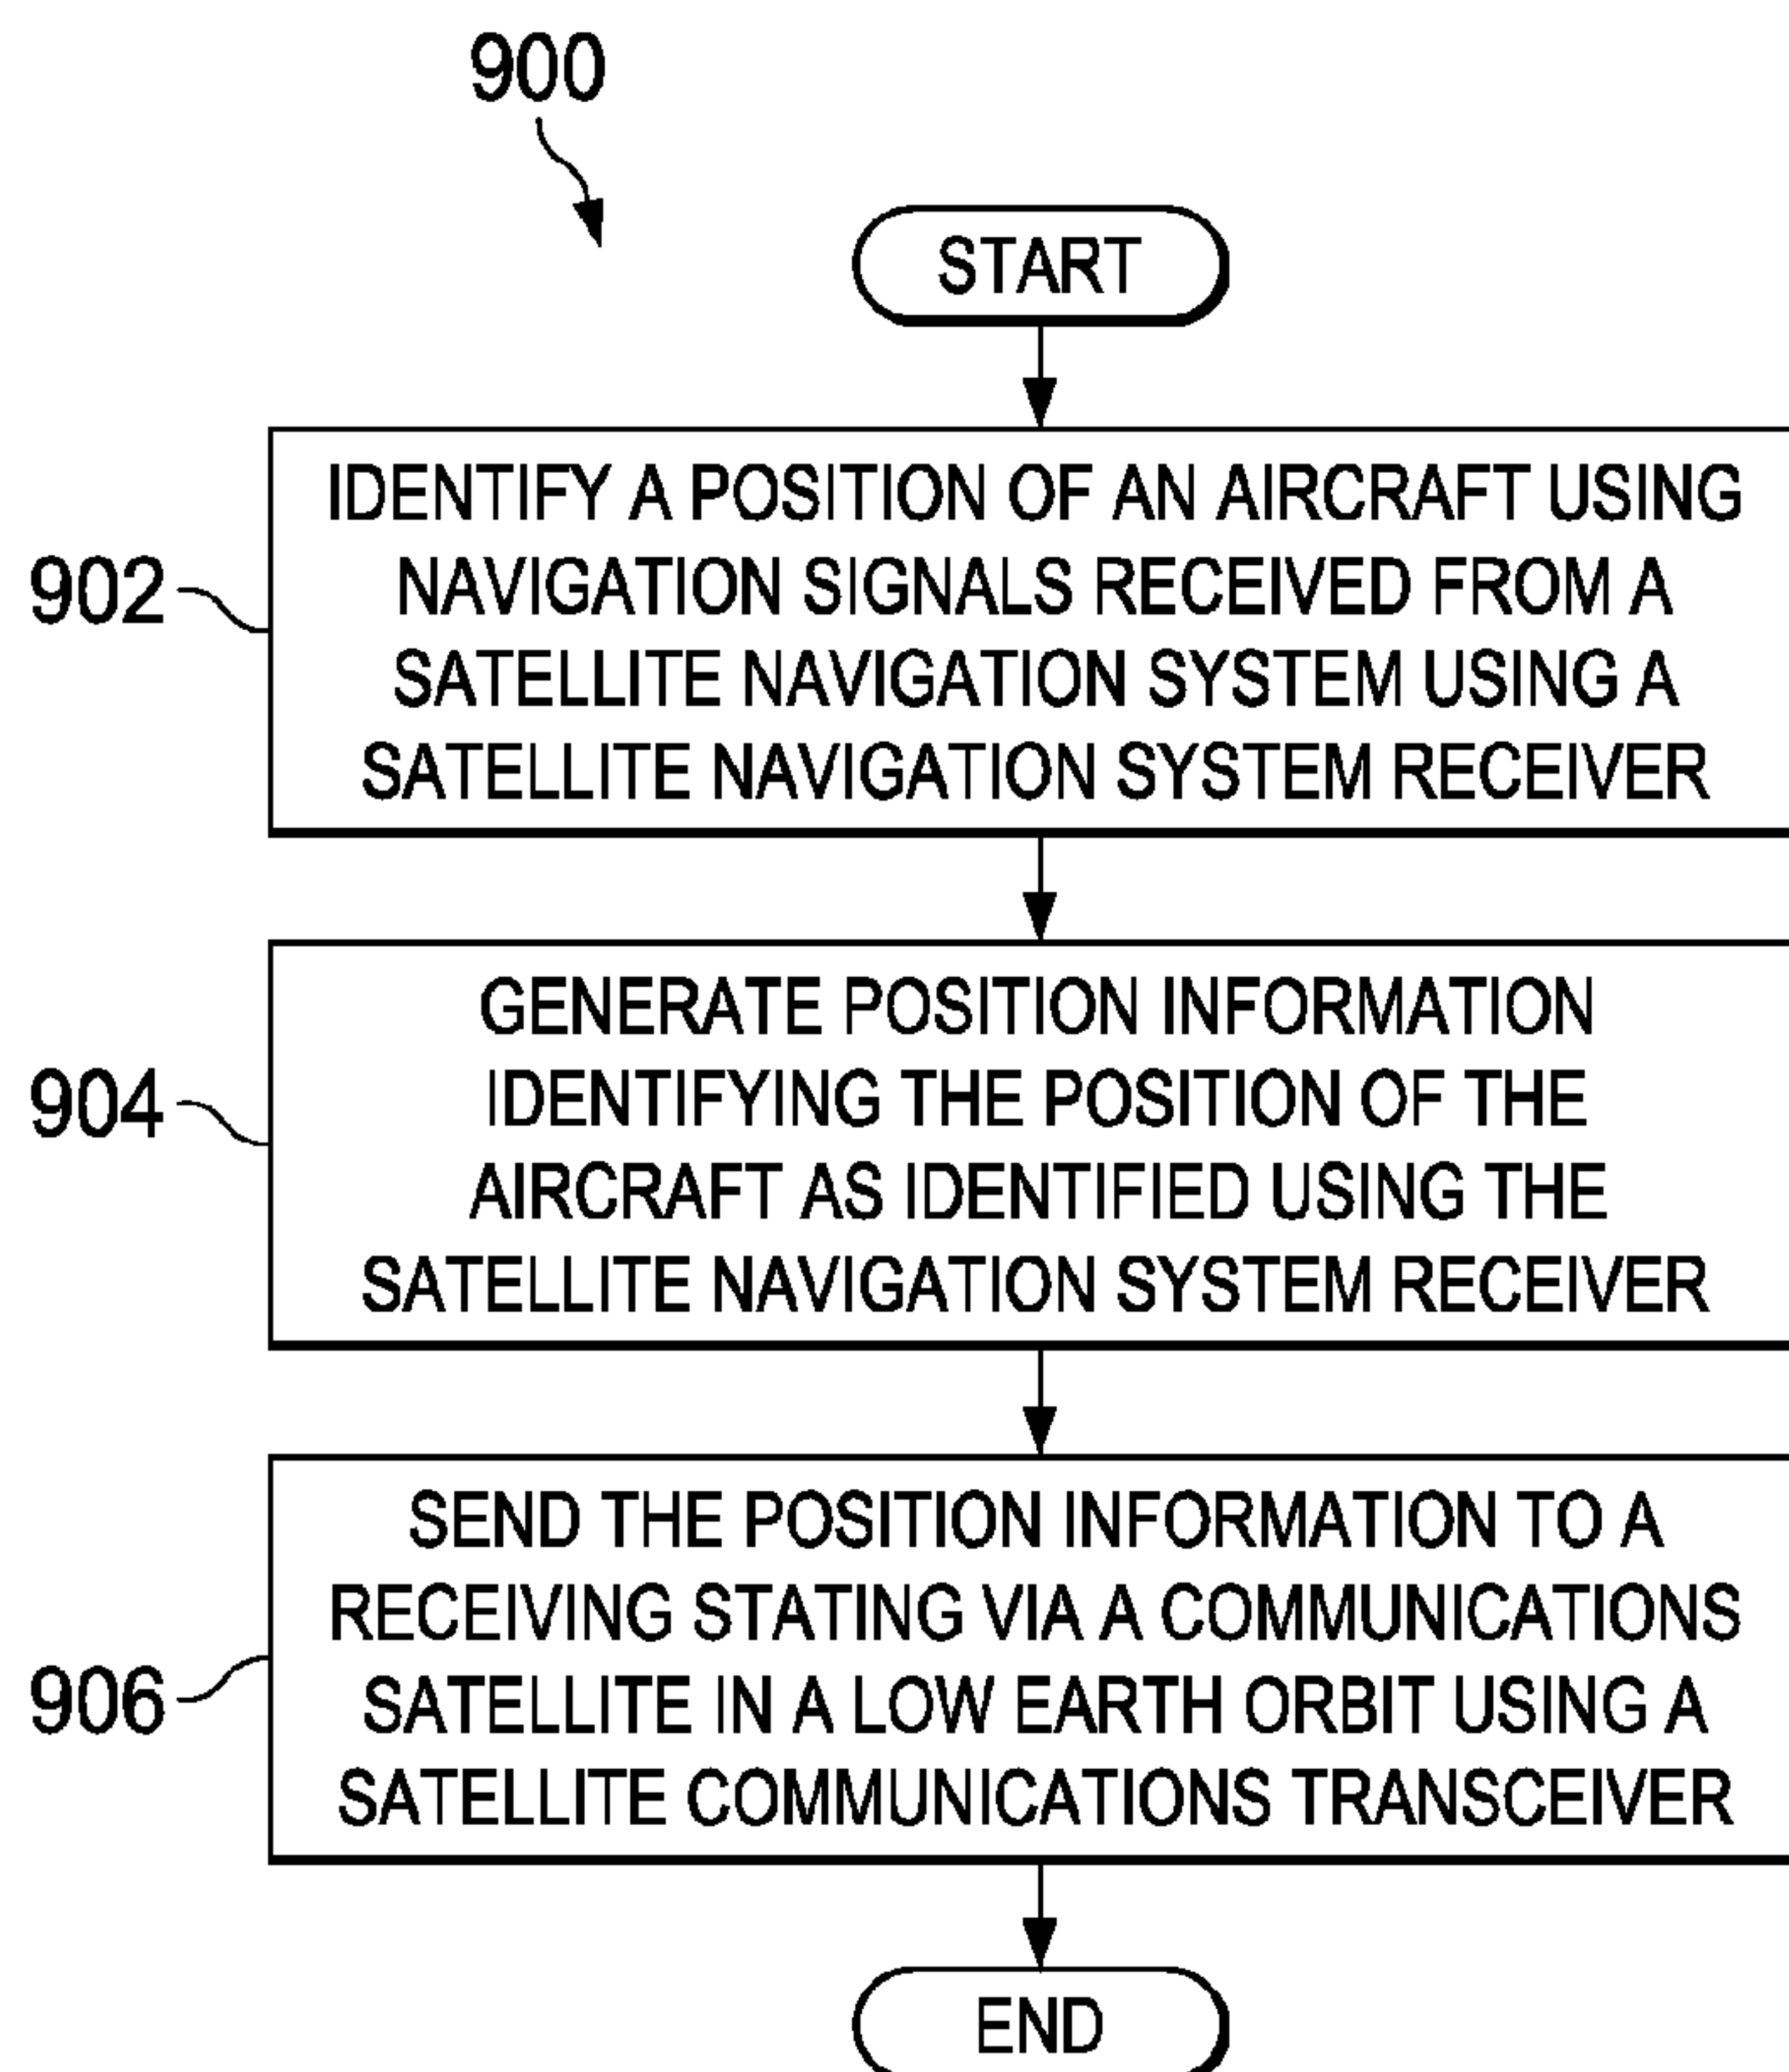 900
START
902
IDENTIFY A POSITION OF AN AIRCRAFT USING
NAVIGATION SIGNALS RECEIVED FROM A
SATELLITE NAVIGATION SYSTEM USING A
SATELLITE NAVIGATION SYSTEM RECEIVER
904
GENERATE POSITION INFORMATION
IDENTIFYING THE POSITION OF THE
AIRCRAFT AS IDENTIFIED USING THE
SATELLITE NAVIGATION SYSTEM RECEIVER
906
SEND THE POSITION INFORMATION TO A
RECEIVING STATING VIA A COMMUNICATIONS
SATELLITE IN A LOW EARTH ORBIT USING A
SATELLITE COMMUNICATIONS TRANSCEIVER
END